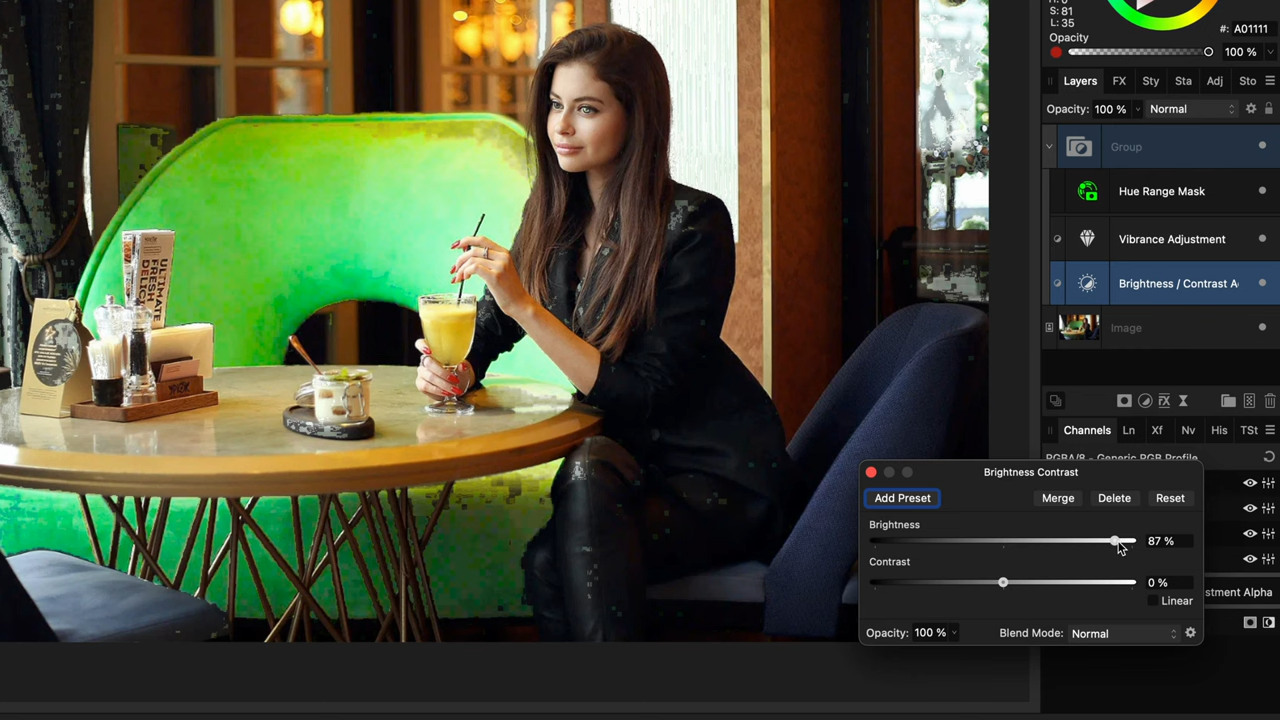 S: 81
L: 35
#: A01111
Opacity
100 %
Layers FX Sty Sta Adj Sto
Opacity: 100 % Normal
Group
Hue Range Mask
Vibrance Adjustment
Brightness / Contrast A
Image
Channels Ln Xf Nv His TSt
RGBA/8 - Generic RGB Profile
Brightness Contrast
Add Preset Merge Delete Reset
Brightness
87 %
Contrast
0 %
Linear
Opacity: 100 % Blend Mode: Normal
stment Alpha
ULTIMATE
FRESH